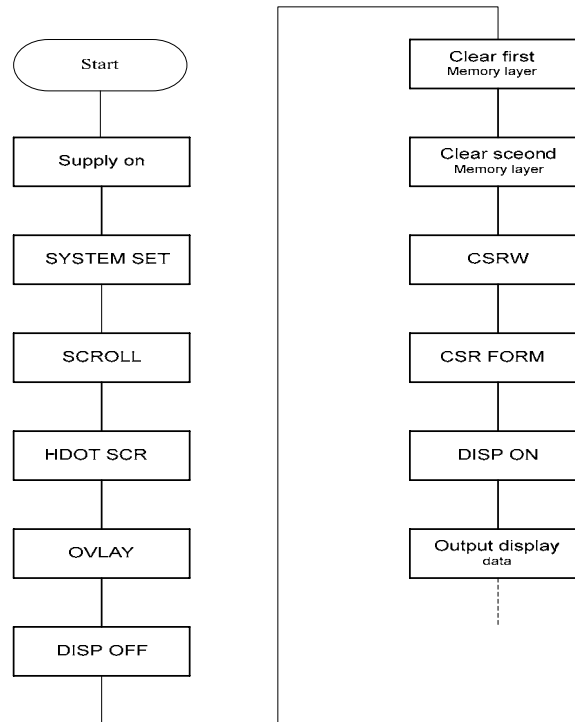 Start
Supply on
SYSTEM SET
SCROLL
HDOT SCR
OVLAY
DISP OFF
Clear first
Memory layer
Clear sceond
Memory layer
CSRW
CSR FORM
DISP ON
Output display
data